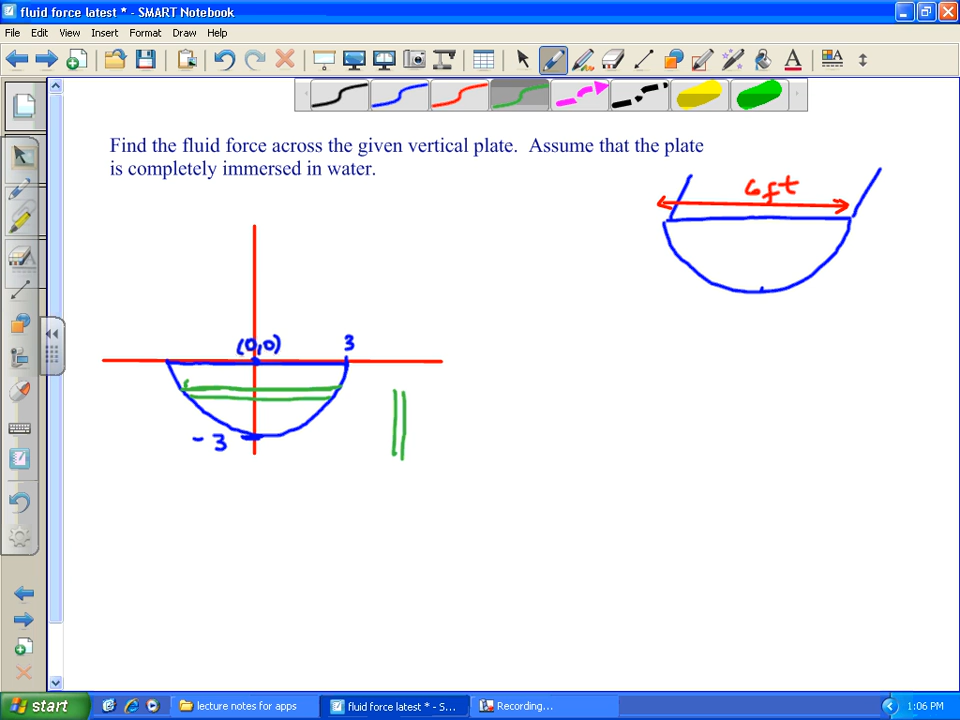 fluid force latest * - SMART Notebook
File Edit View Insert Format Draw Help
Find the fluid force across the given vertical plate. Assume that the plate
is completely immersed in water.
6ft
(0,0)
3
-3
start
lecture notes for apps
fluid force latest * - S...
Recording...
1:06 PM